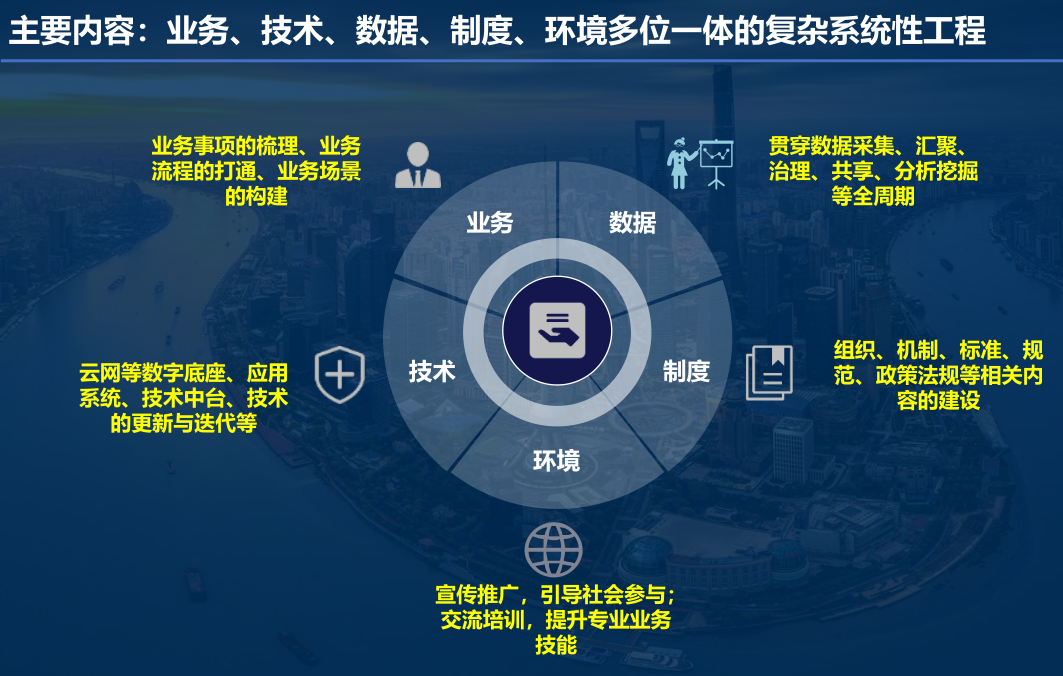 主要内容：业务、技术、数据、制度、环境多位一体的复杂系统性工程
业务事项的梳理、业务
流程的打通、业务场景
的构建
贯穿数据采集、汇聚、
治理、共享、分析挖掘
等全周期
业务
数据
云网等数字底座、应用
系统、技术中台、技术
的更新与迭代等
技术
制度
组织、机制、标准、规
范、政策法规等相关内
容的建设
环境
宣传推广，引导社会参与；
交流培训，提升专业业务
技能